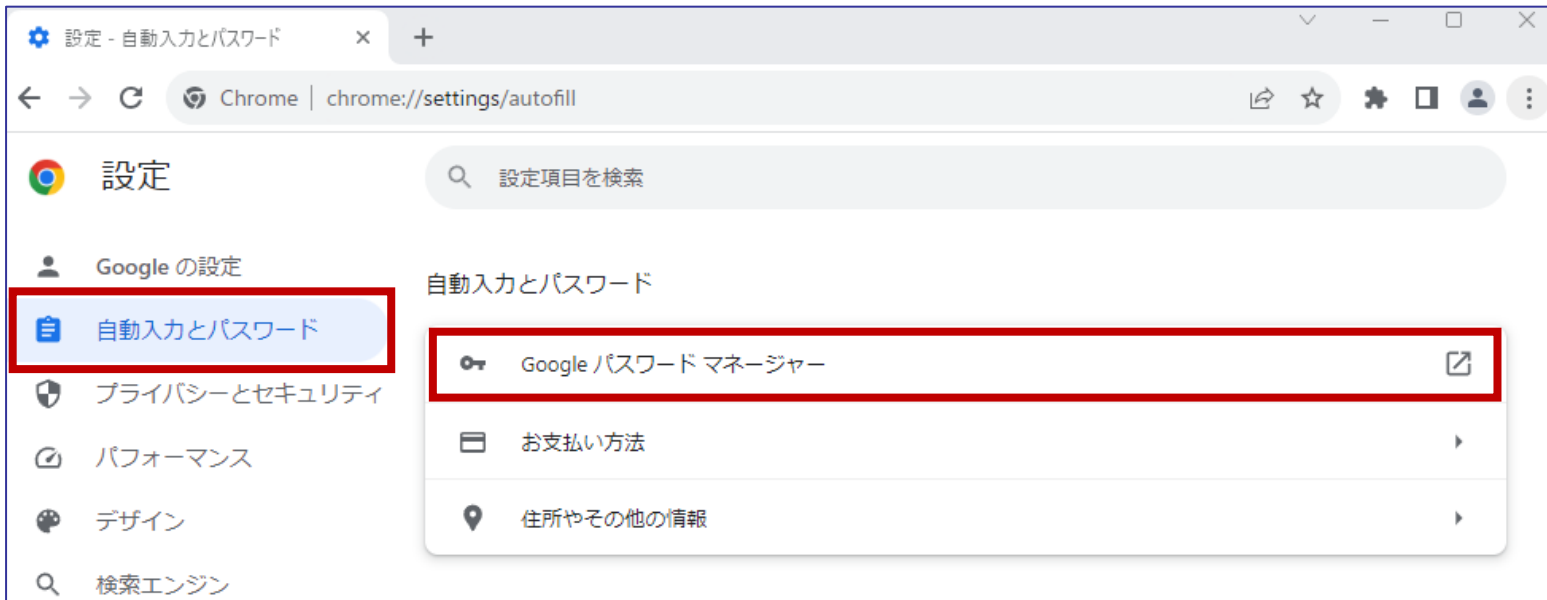 設定 - 自動入力とパスワード
Chrome | chrome://settings/autofill
設定
設定項目を検索
Google の設定
自動入力とパスワード
プライバシーとセキュリティ
パフォーマンス
デザイン
検索エンジン
自動入力とパスワード
Google パスワード マネージャー
お支払い方法
住所やその他の情報